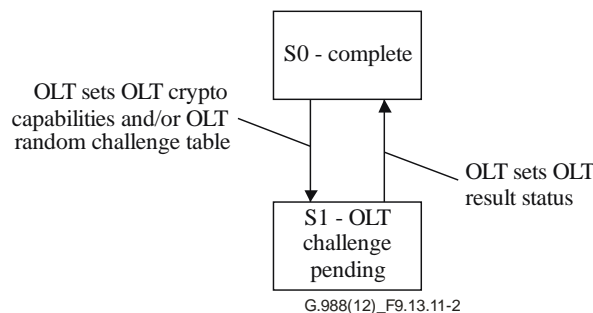 S0 - complete
OLT sets OLT crypto
capabilities and/or OLT
random challenge table
OLT sets OLT
result status
S1 - OLT
challenge
pending
G.988(12)_F9.13.11-2